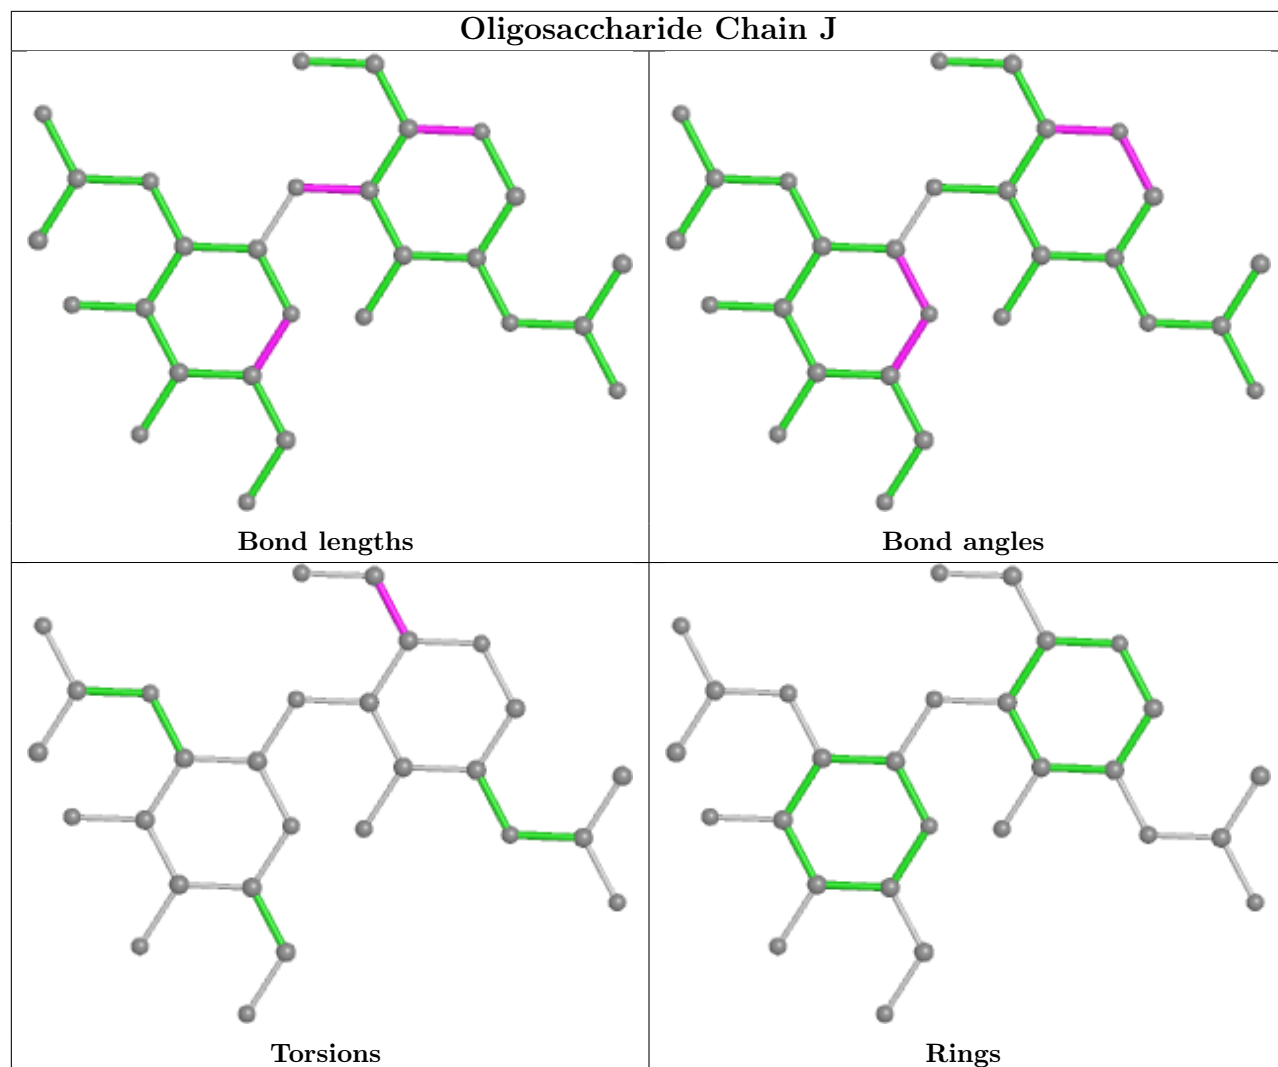 Oligosaccharide Chain J
Bond lengths
Bond angles
Torsions
Rings